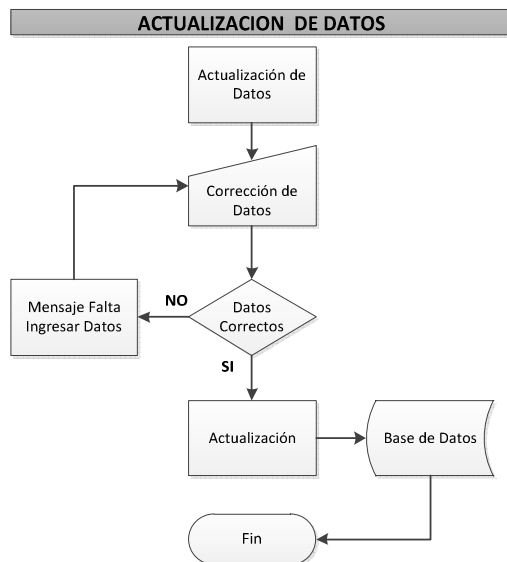 ACTUALIZACION DE DATOS
Actualización de
Datos
Corrección de
Datos
Mensaje Falta
Ingresar Datos
NO
Datos
Correctos
SI
Actualización
Base de Datos
Fin